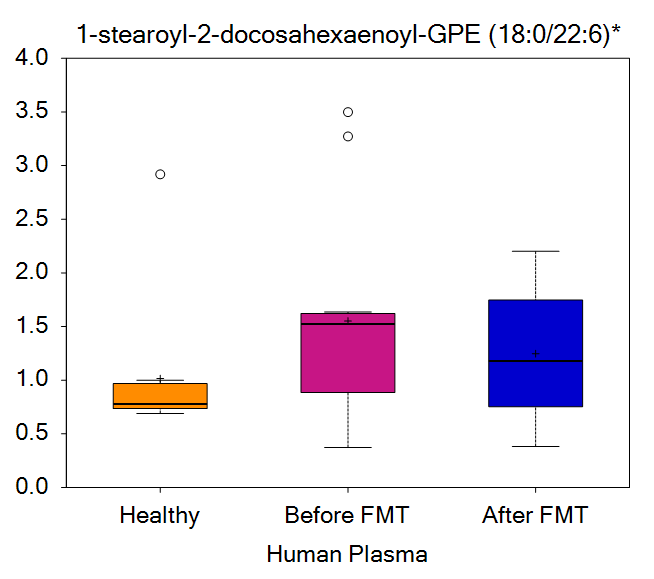 1-stearoyl-2-docosahexaenoyl-GPE (18:0/22:6)*
4.0
3.5
3.0
2.5
2.0
1.5
1.0
0.5
0.0
Healthy
Before FMT
After FMT
Human Plasma